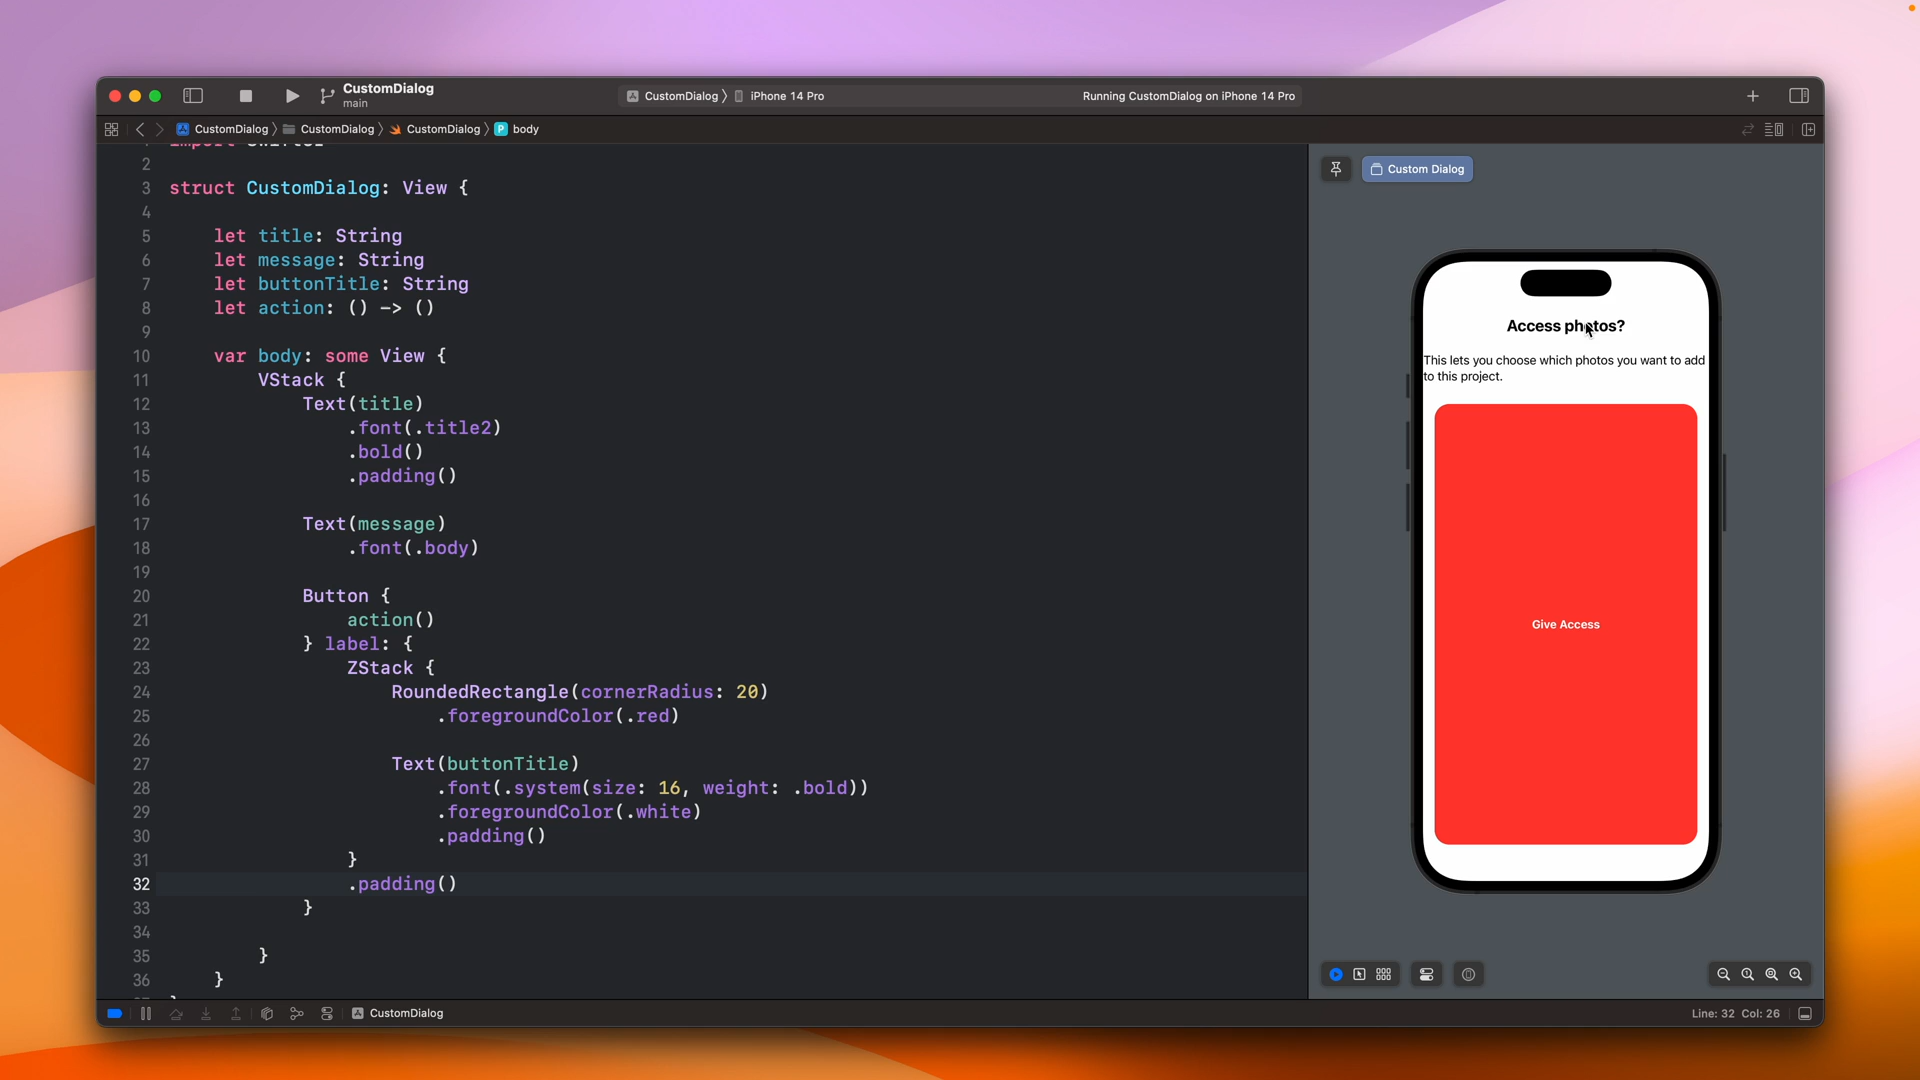 CustomDialog
main
CustomDialog 〉 iPhone 14 Pro
Running CustomDialog on iPhone 14 Pro
CustomDialog 〉 CustomDialog 〉 CustomDialog 〉 P body
2
3 struct CustomDialog: View {
4
5 let title: String
6 let message: String
7 let buttonTitle: String
8 let action: () -> ()
9
10 var body: some View {
11 VStack {
12 Text(title)
13 .font(.title2)
14 .bold()
15 .padding()
16
17 Text(message)
18 .font(.body)
19
20 Button {
21 action()
22 } label: {
23 ZStack {
24 RoundedRectangle(cornerRadius: 20)
25 .foregroundColor(.red)
26
27 Text(buttonTitle)
28 .font(.system(size: 16, weight: .bold))
29 .foregroundColor(.white)
30 .padding()
31 }
32 .padding()
33 }
34
35 }
36 }
Custom Dialog
Access photos?
This lets you choose which photos you want to add
to this project.
Give Access
CustomDialog
Line: 32 Col: 26